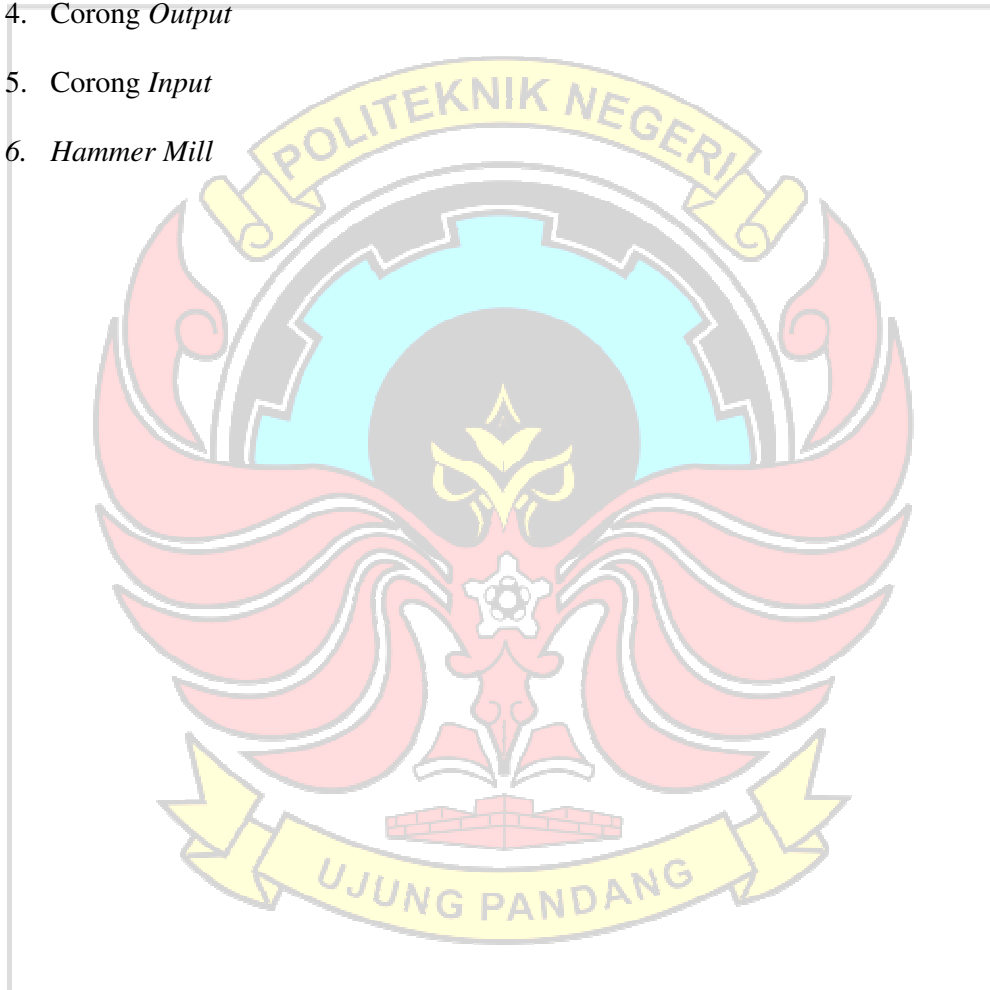 4. Corong Output
5. Corong Input
6. Hammer Mill
POLITEKNIK NEGERI
UJUNG PANDANG